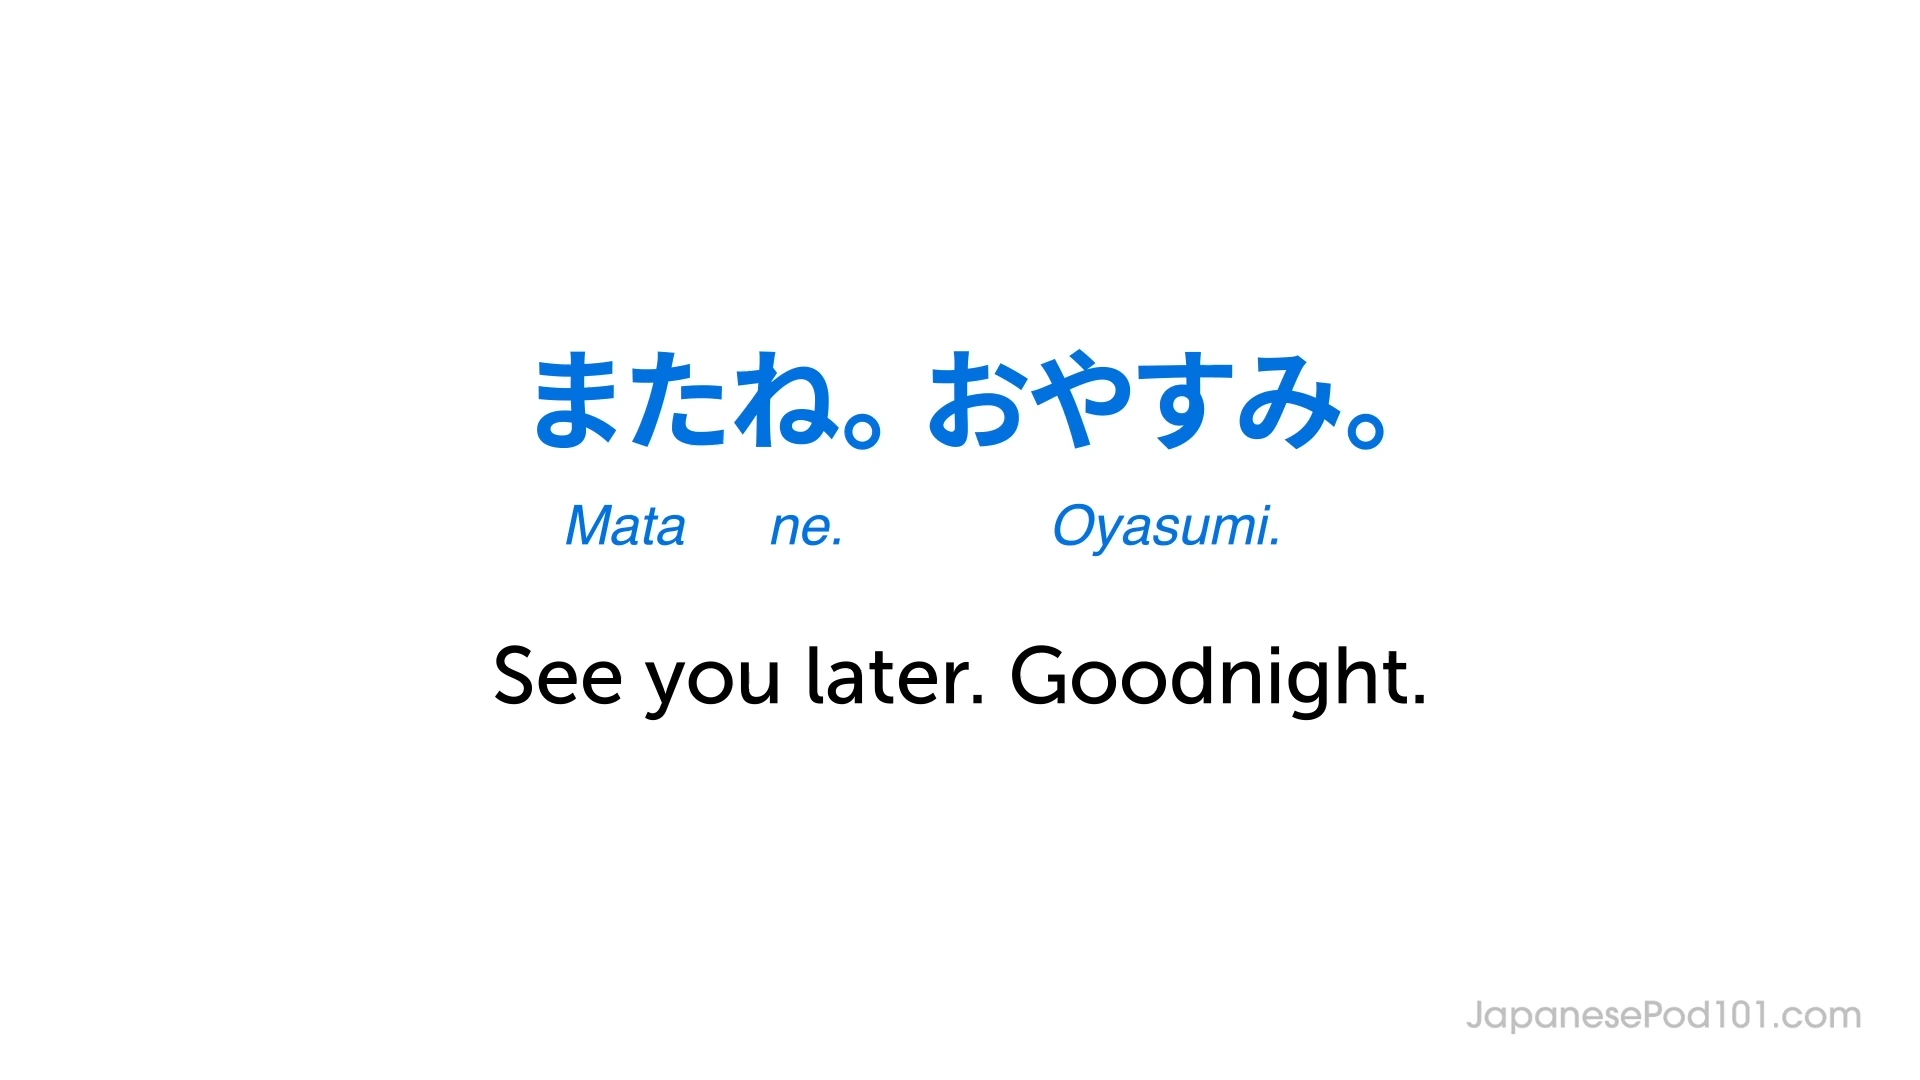 またね。おやすみ。
Mata ne. Oyasumi.
See you later. Goodnight.
JapanesePod101.com